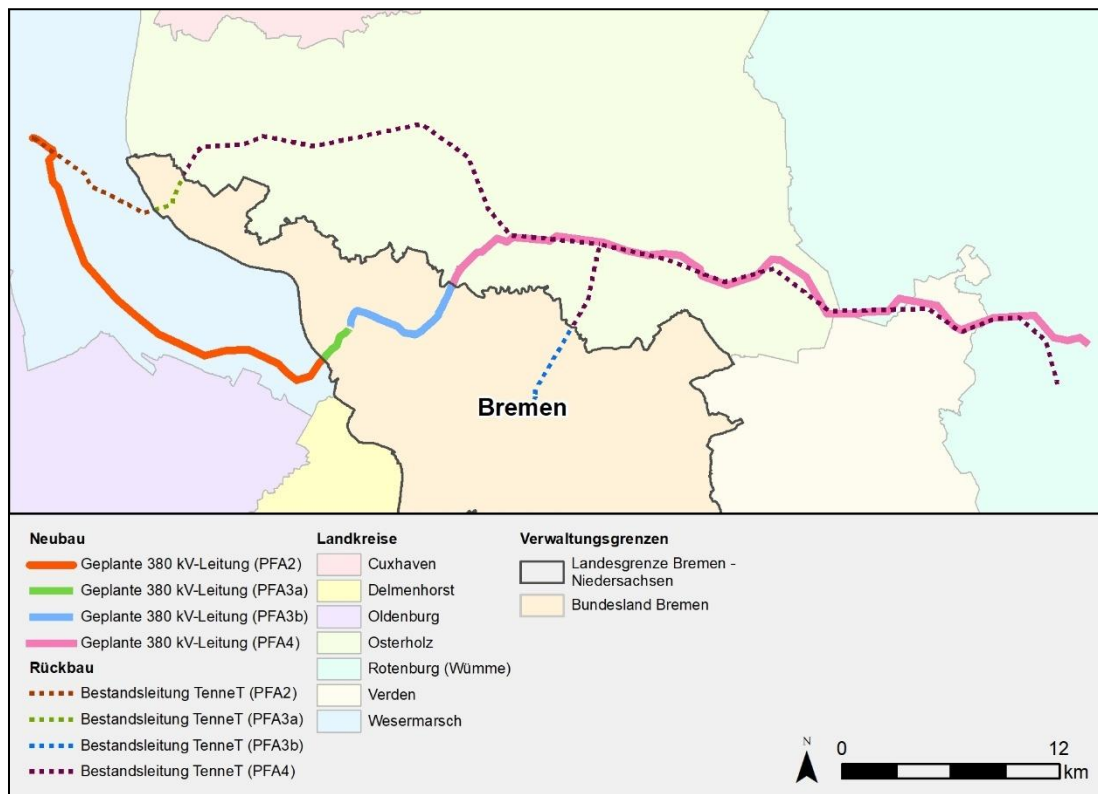 Bremen
Neubau
Geplante 380 kV-Leitung (PFA2)
Geplante 380 kV-Leitung (PFA3a)
Geplante 380 kV-Leitung (PFA3b)
Geplante 380 kV-Leitung (PFA4)
Rückbau
Bestandsleitung TenneT (PFA2)
Bestandsleitung TenneT (PFA3a)
Bestandsleitung TenneT (PFA3b)
Bestandsleitung TenneT (PFA4)
Landkreise
Cuxhaven
Delmenhorst
Oldenburg
Osterholz
Rotenburg (Wümme)
Verden
Wesermarsch
Verwaltungsgrenzen
Landesgrenze Bremen -
Niedersachsen
Bundesland Bremen
N
0 12
km